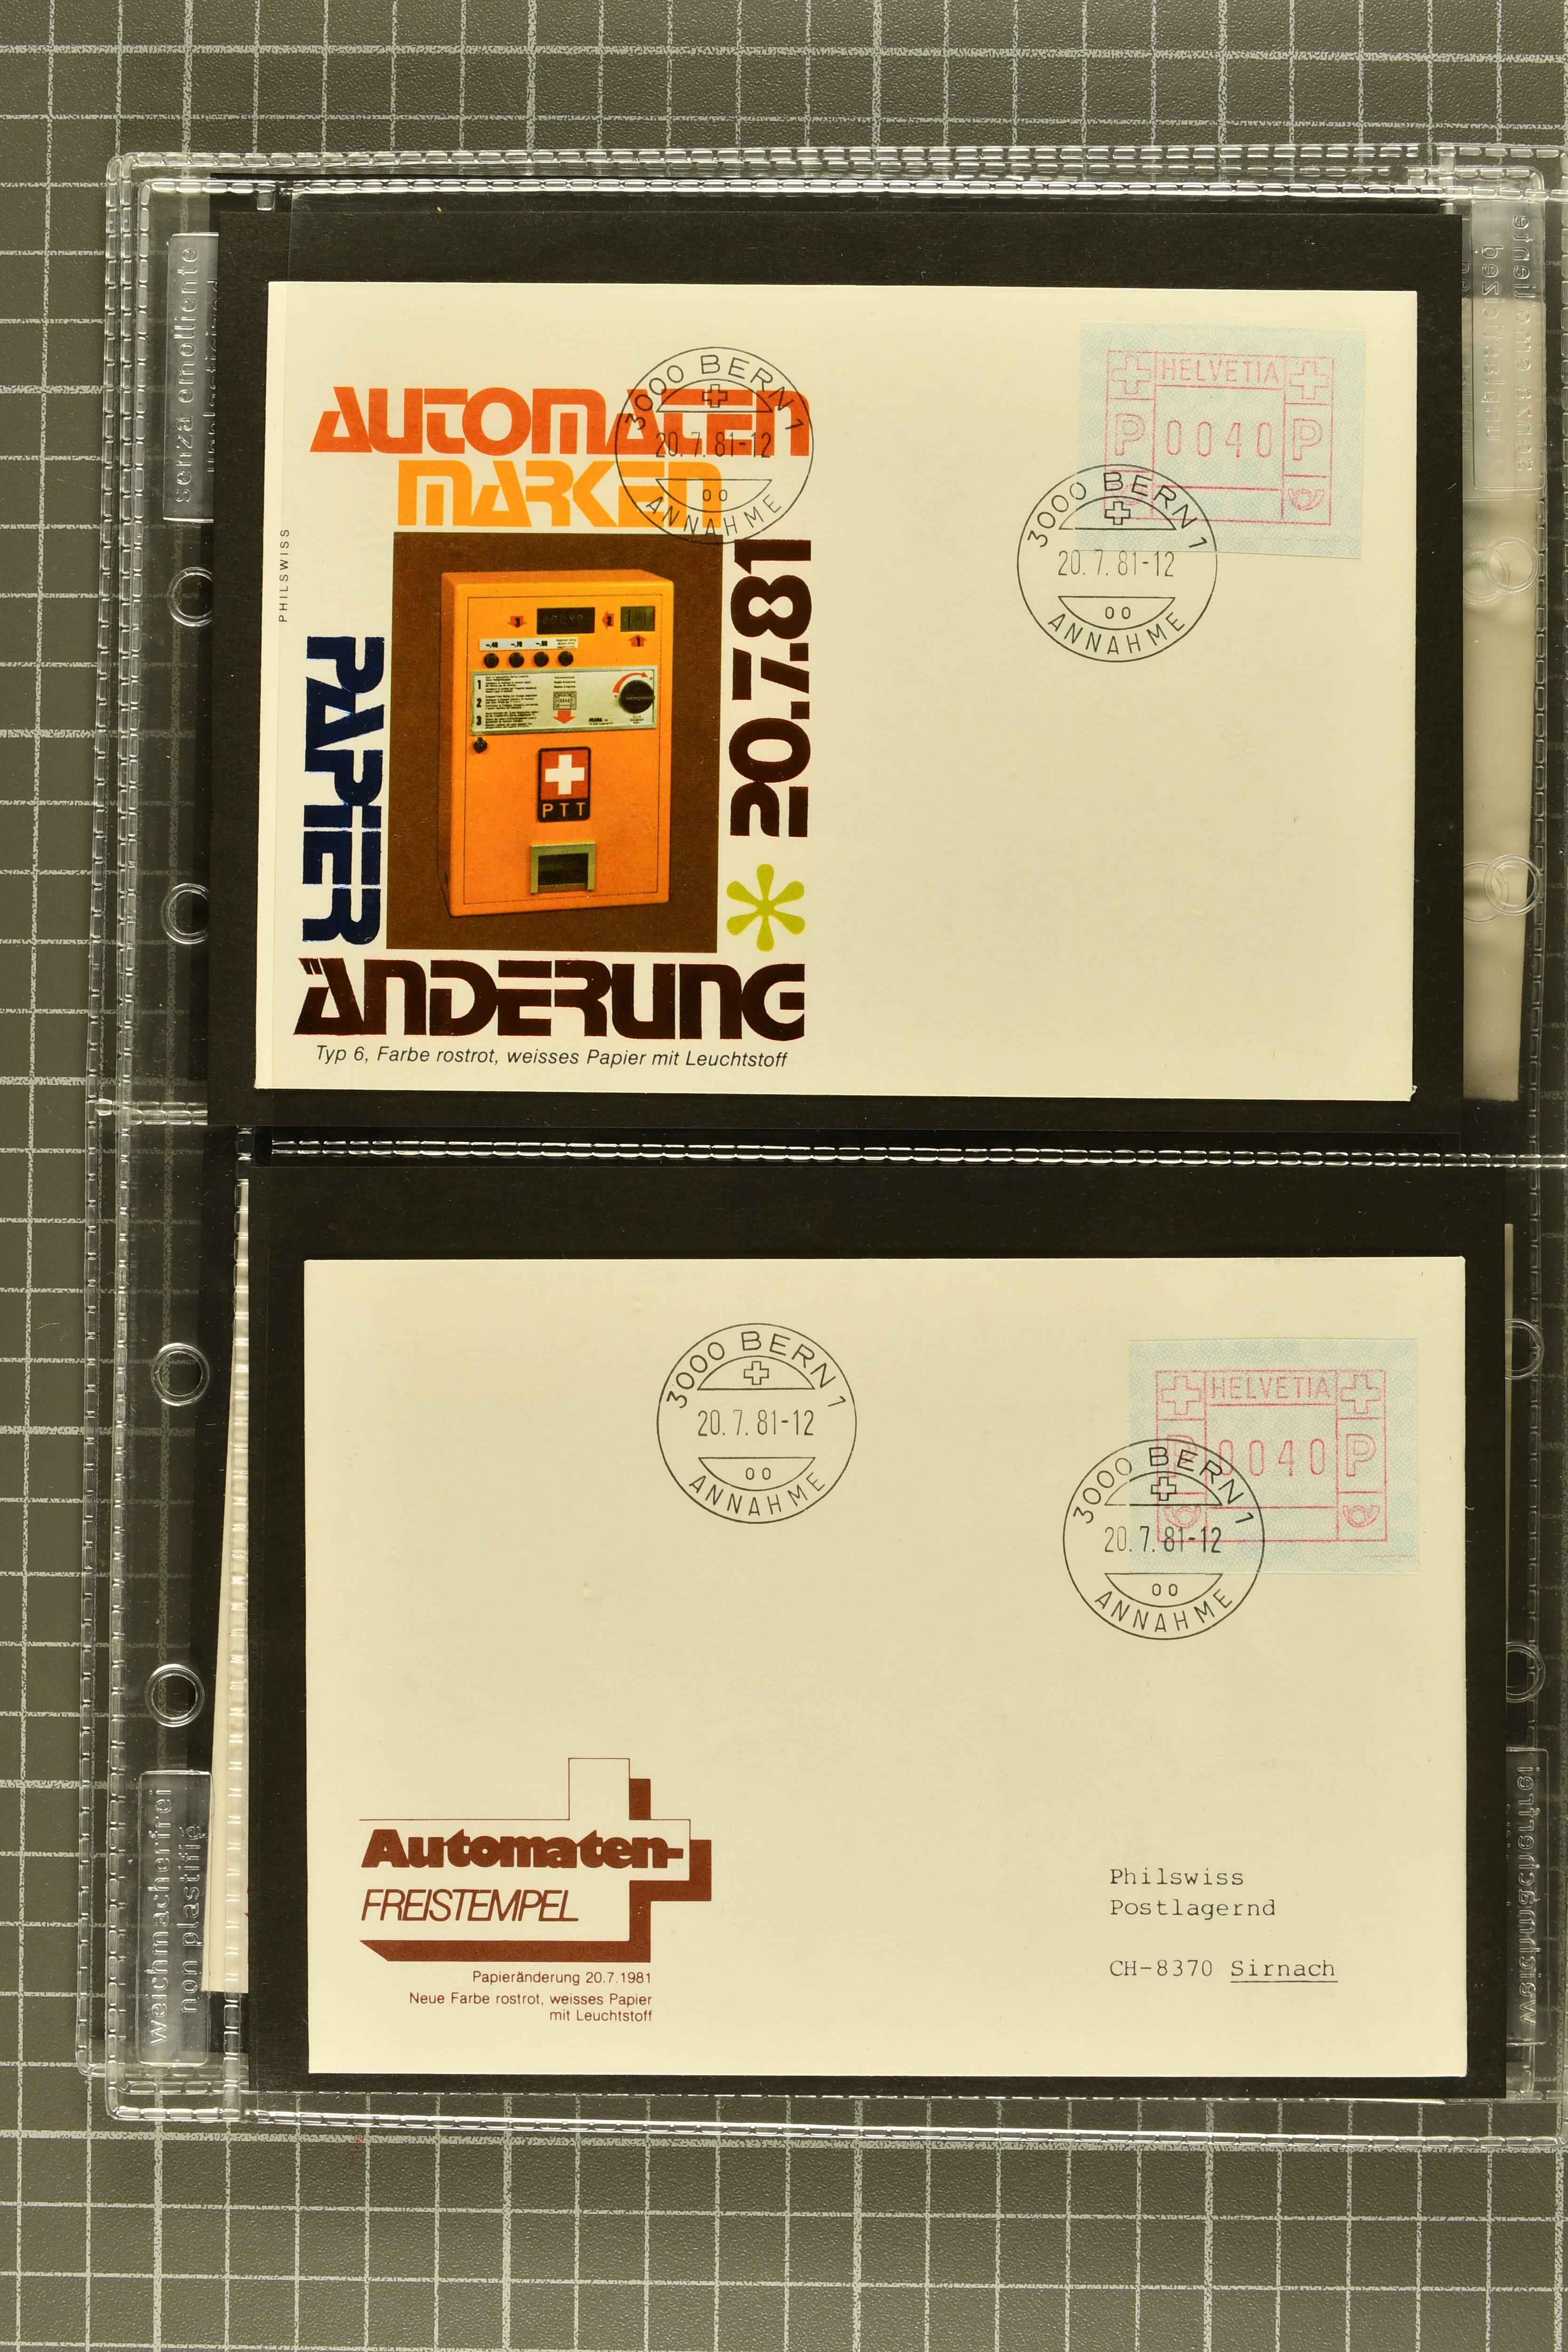 senza emolliente
PHILSWISS
AUTOMATEN
MARKEN
PAPIER
20.7.81
ÄNDERUNG
Typ 6, Farbe rostrot, weisses Papier mit Leuchtstoff
1
2
3
PTT
3000 BERN 1
20.7.81-12
00
ANNAHME
HELVETIA
P 0040 P
3000 BERN 1
20.7.81-12
00
ANNAHME
3000 BERN 1
20.7.81-12
00
ANNAHME
HELVETIA
P 0040 P
3000 BERN 1
20.7.81-12
00
ANNAHME
Automaten-
FREISTEMPEL
Papieränderung 20.7.1981
Neue Farbe rostrot, weisses Papier
mit Leuchtstoff
Philswiss
Postlagernd
CH-8370 Sirnach
weichmacherfrei
non plastifié